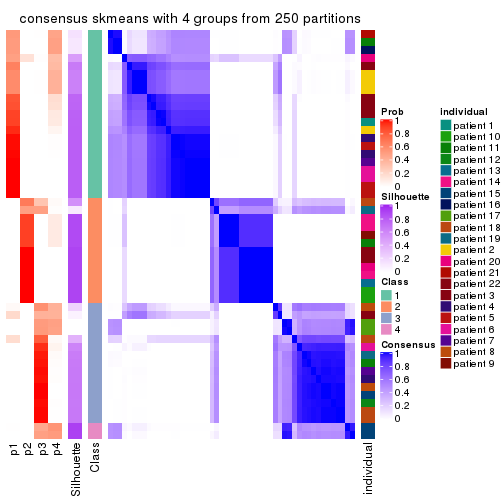 consensus skmeans with 4 groups from 250 partitions
p1
p2
p3
p4
Silhouette
Class
individual
Prob
1
0.8
0.6
0.4
0.2
0
Silhouette
1
0.8
0.6
0.4
0.2
0
Class
1
2
3
4
Consensus
1
0.8
0.6
0.4
0.2
0
individual
patient 1
patient 10
patient 11
patient 12
patient 13
patient 14
patient 15
patient 16
patient 17
patient 18
patient 19
patient 2
patient 20
patient 21
patient 22
patient 3
patient 4
patient 5
patient 6
patient 7
patient 8
patient 9